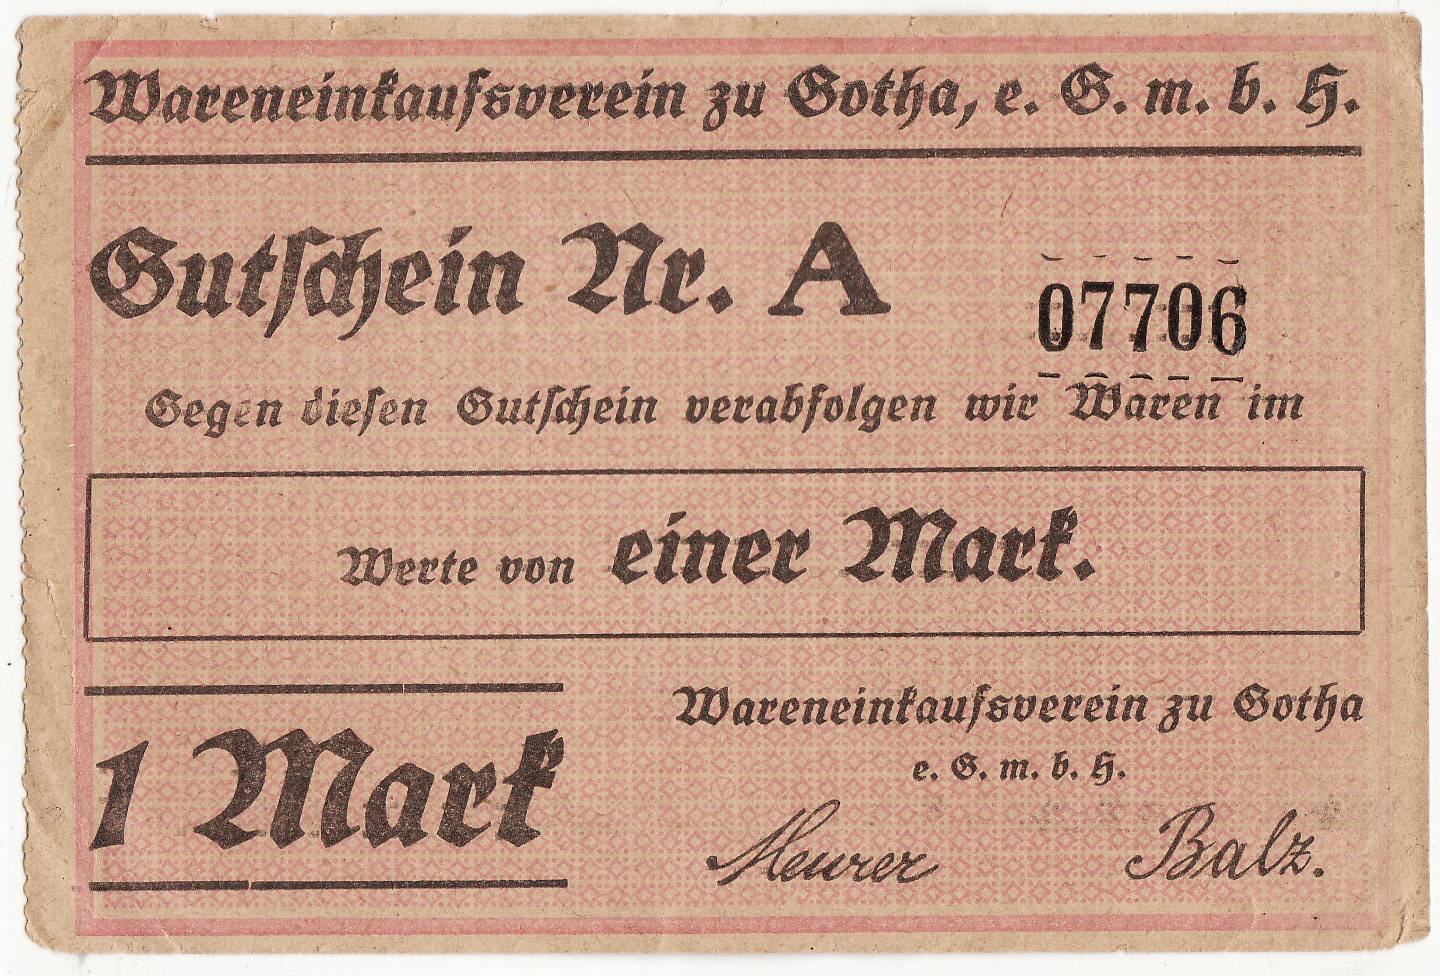 Wareneinkaufsverein zu Gotha, e. G. m. b. H.
Gutschein Nr. A 07706
Gegen diesen Gutschein verabfolgen wir Waren im
Werte von einer Mark.
1 Mark
Wareneinkaufsverein zu Gotha
e. G. m. b. H.
Meurer Balz.